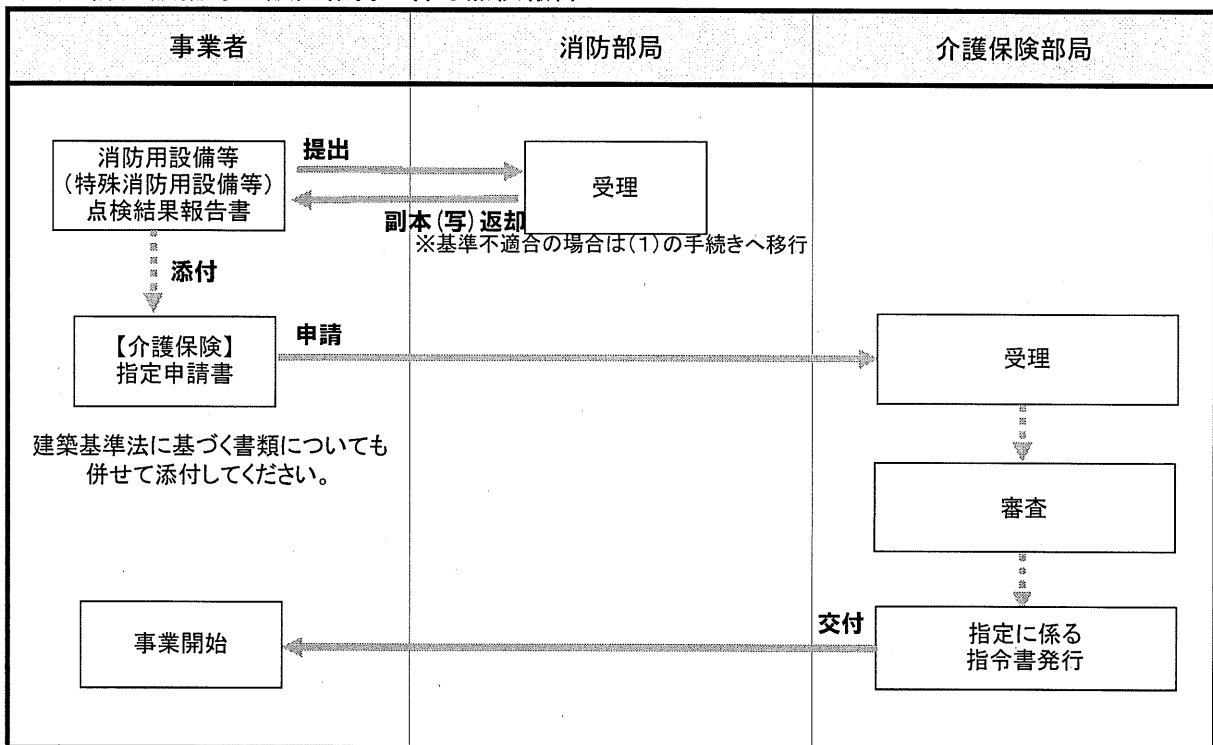 事業者
消防部局
介護保険部局
消防用設備等
(特殊消防用設備等)
点検結果報告書
提出
受理
副本(写)返却
※基準不適合の場合は(1)の手続きへ移行
添付
【介護保険】
指定申請書
申請
受理
建築基準法に基づく書類についても
併せて添付してください。
審査
事業開始
交付
指定に係る
指令書発行